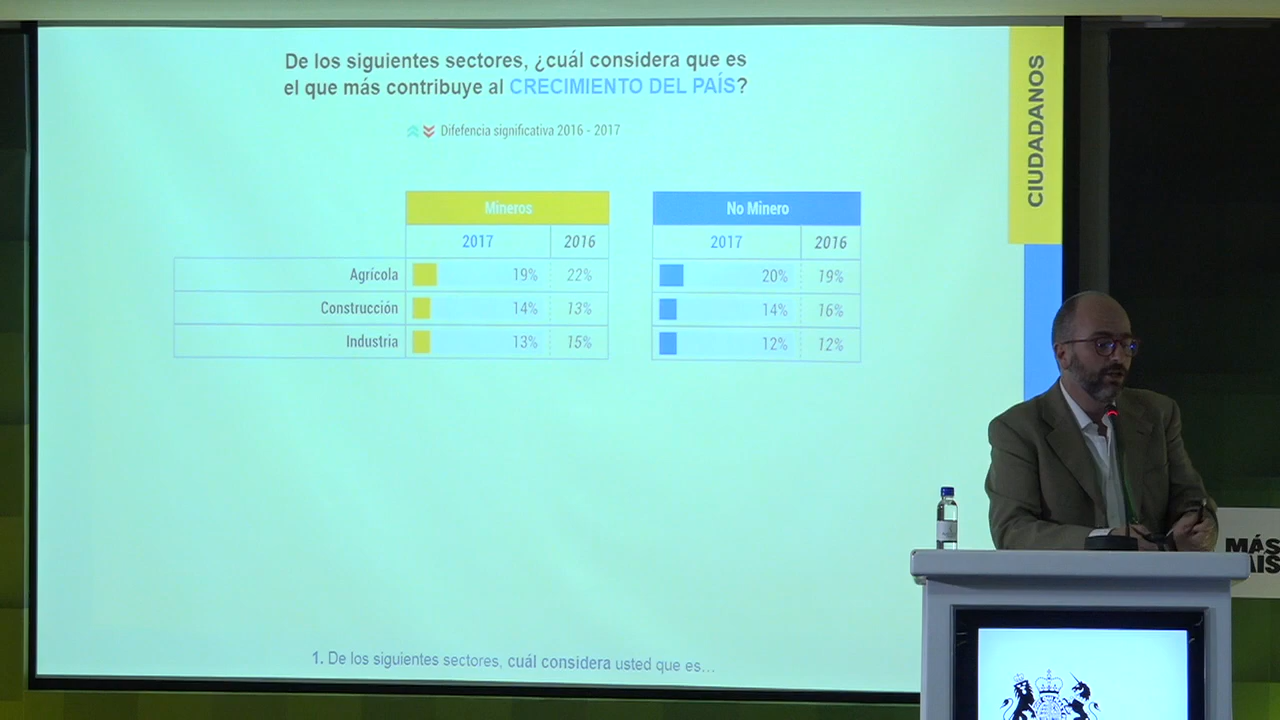 De los siguientes sectores, ¿cuál considera que es
el que más contribuye al CRECIMIENTO DEL PAÍS?
Difefencia significativa 2016 - 2017
CIUDADANOS
Mineros
No Minero
2017 2016 2017 2016
Agrícola 19% 22% 20% 19%
Construcción 14% 13% 14% 16%
Industria 13% 15% 12% 12%
1. De los siguientes sectores, cuál considera usted que es...
MÁS
AÍS